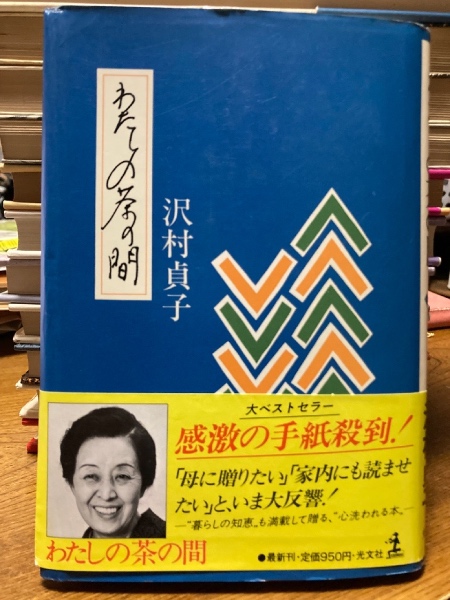 わたしの茶の間
沢村貞子
大ベストセラー
感激の手紙殺到!
「母に贈りたい」「家内にも読ませ
たい」と、いま大反響!
―“暮らしの知恵”も満載して贈る、“心洗われる本”―
わたしの茶の間
●最新刊・定価950円・光文社